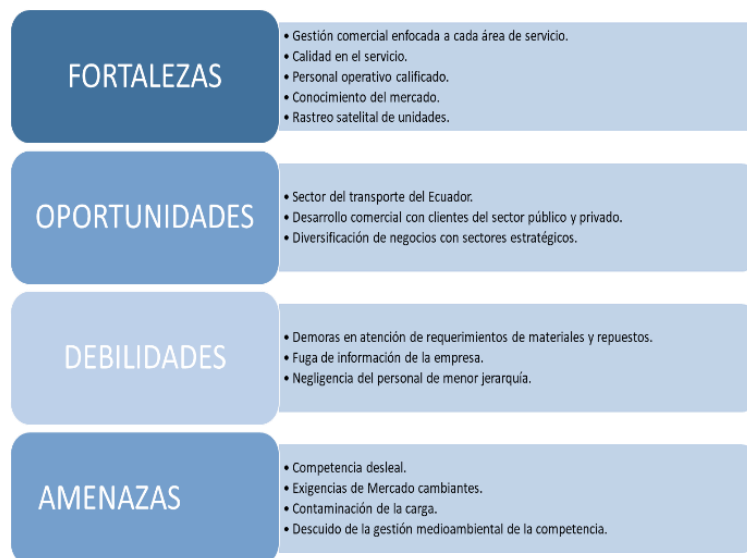 FORTALEZAS
• Gestión comercial enfocada a cada área de servicio.
• Calidad en el servicio.
• Personal operativo calificado.
• Conocimiento del mercado.
• Rastreo satelital de unidades.
OPORTUNIDADES
• Sector del transporte del Ecuador.
• Desarrollo comercial con clientes del sector público y privado.
• Diversificación de negocios con sectores estratégicos.
DEBILIDADES
• Demoras en atención de requerimientos de materiales y repuestos.
• Fuga de información de la empresa.
• Negligencia del personal de menor jerarquía.
AMENAZAS
• Competencia desleal.
• Exigencias de Mercado cambiantes.
• Contaminación de la carga.
• Descuido de la gestión medioambiental de la competencia.